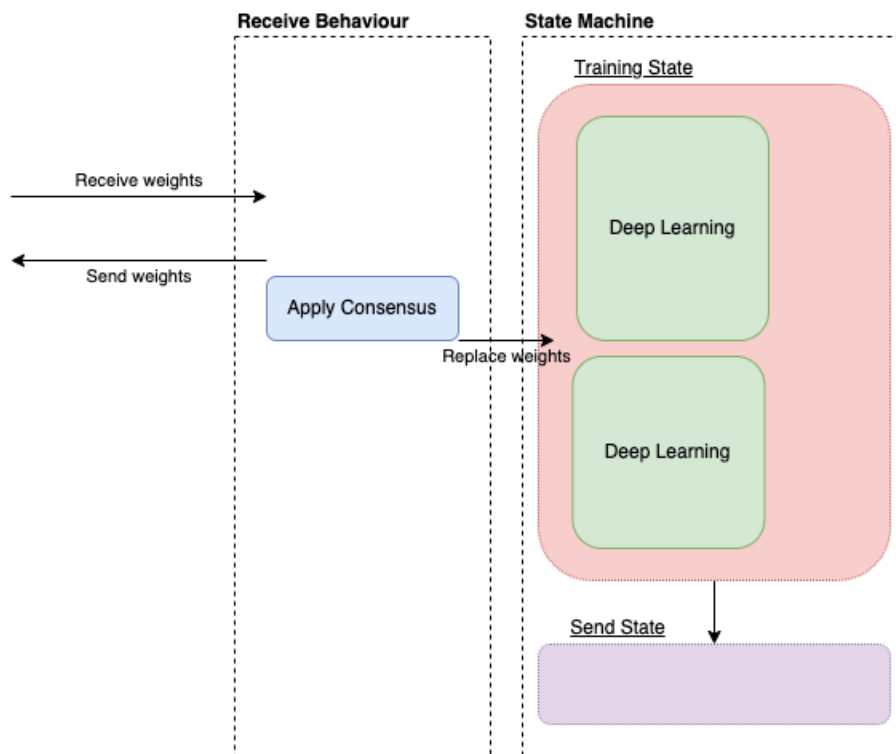 Receive Behaviour
State Machine
Training State
Receive weights
Deep Learning
Send weights
Apply Consensus
Replace weights
Deep Learning
Send State